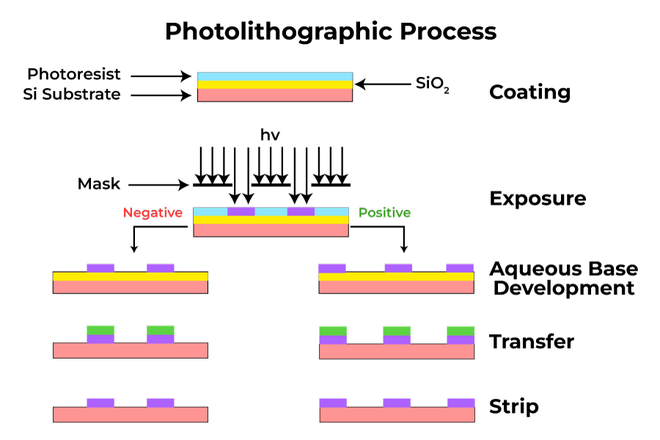 Photolithographic Process
Photoresist
Si Substrate
SiO₂
Coating
hv
Mask
Exposure
Negative
Positive
Aqueous Base
Development
Transfer
Strip